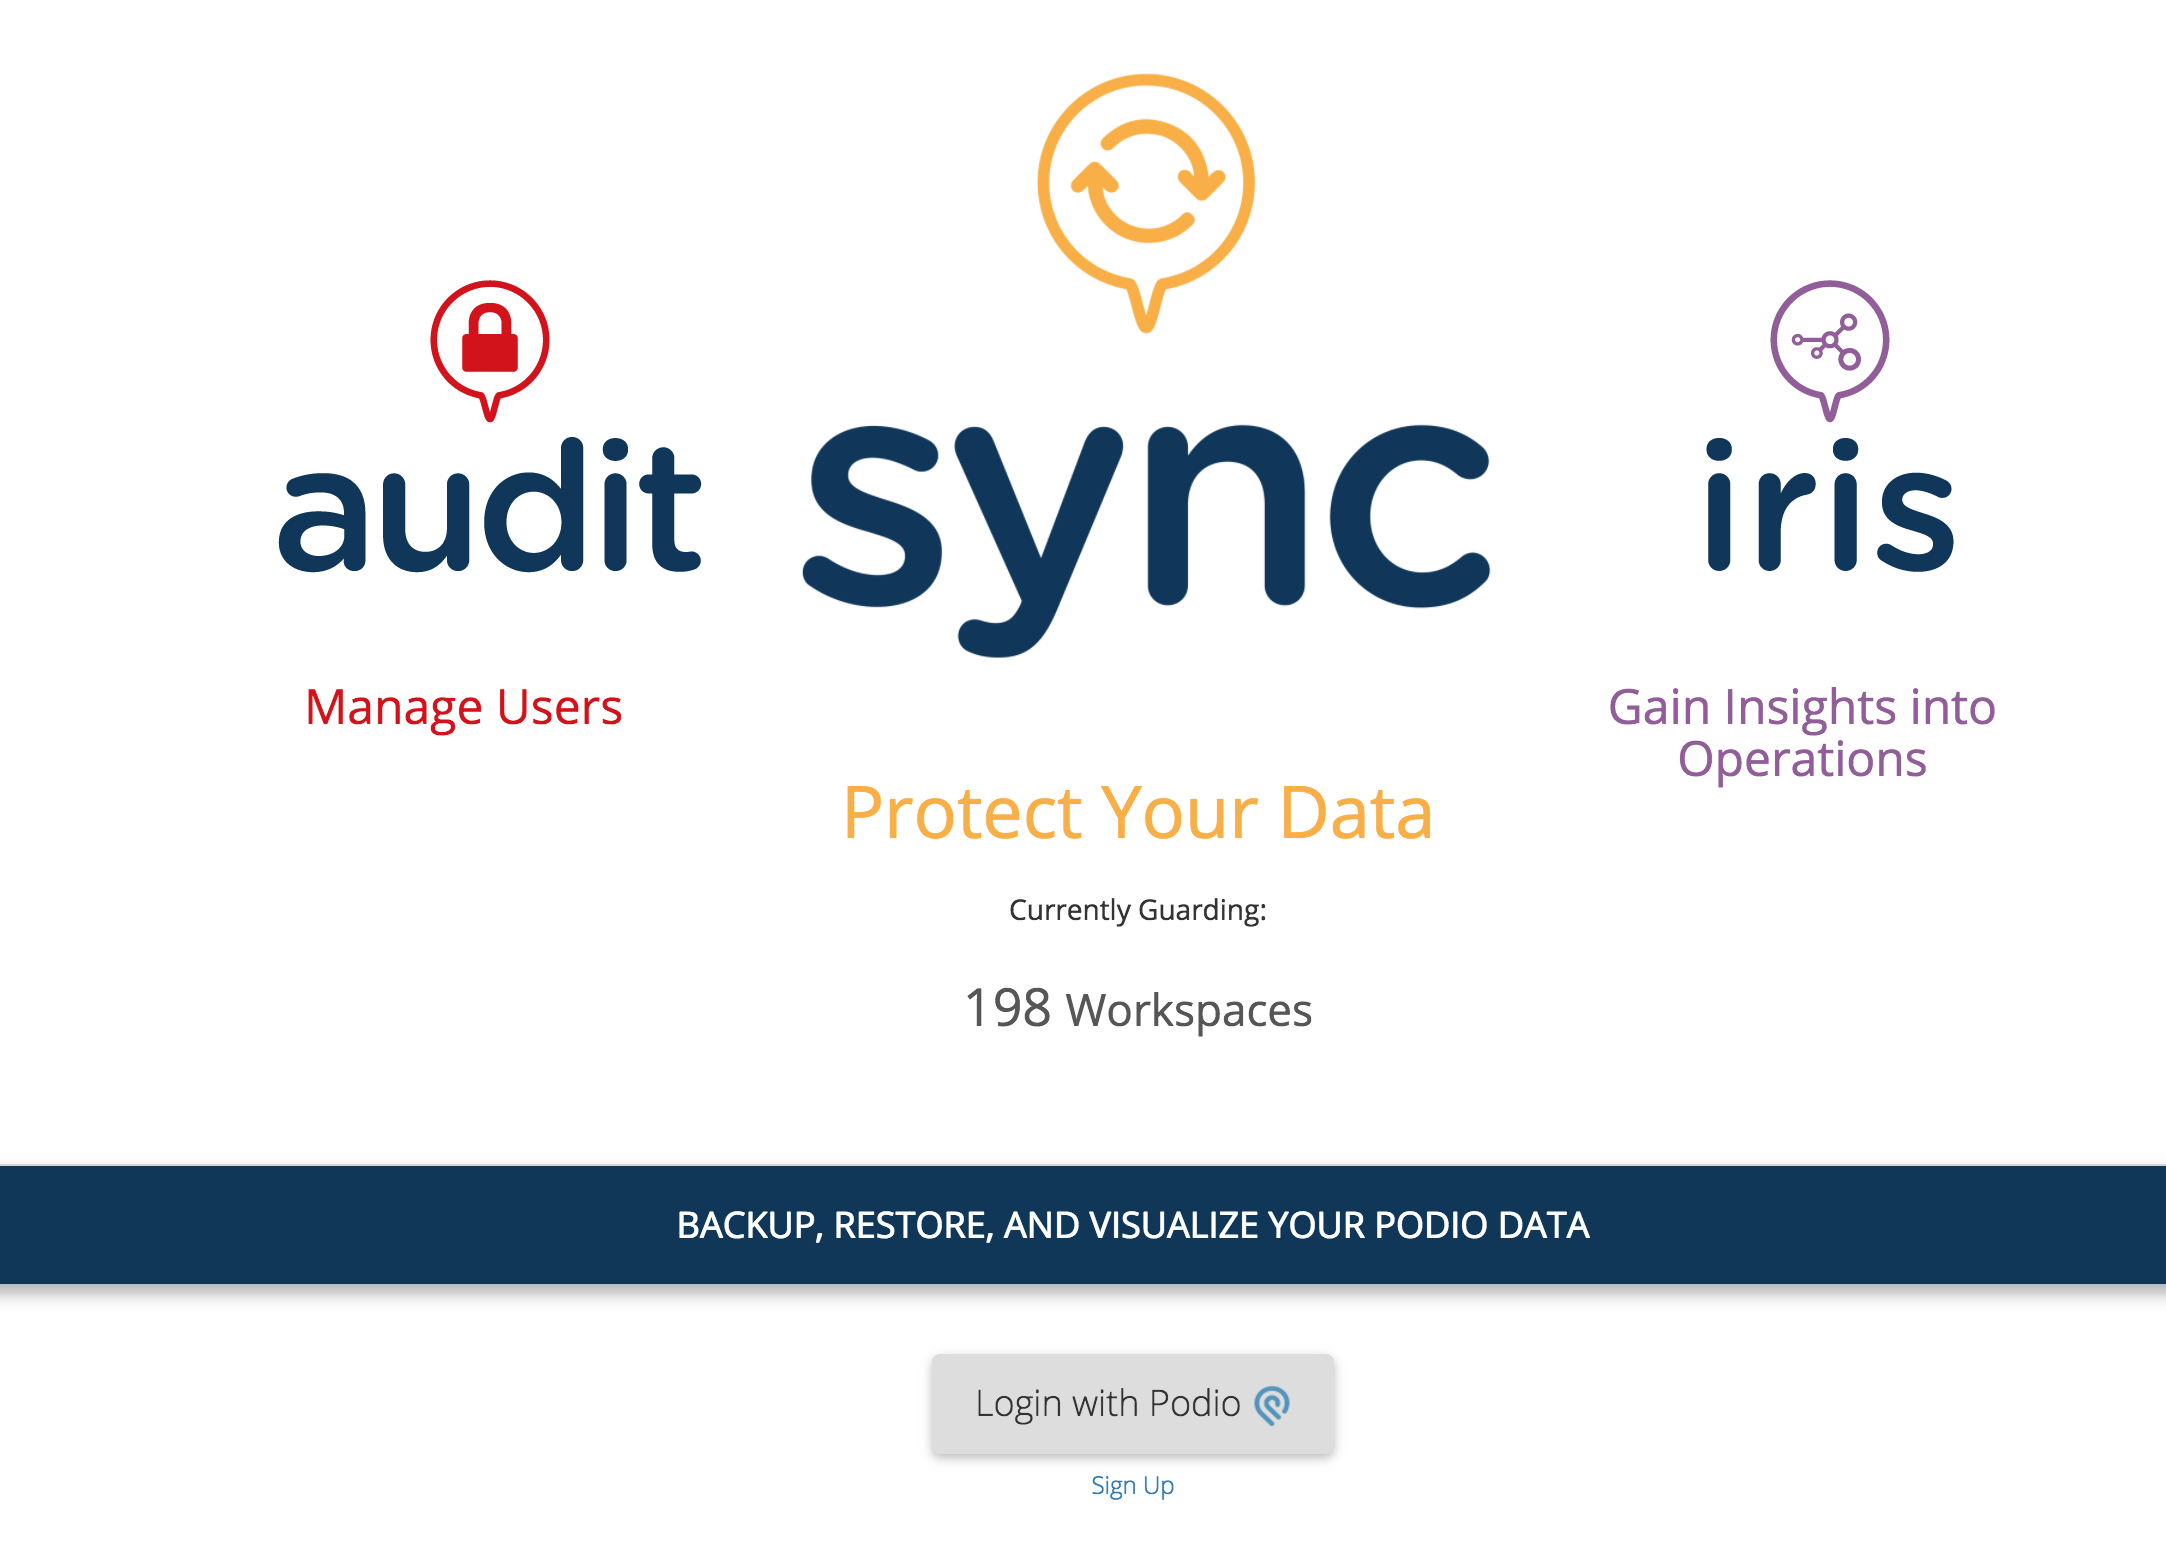 audit
Manage Users
sync
Protect Your Data
Currently Guarding:
198 Workspaces
iris
Gain Insights into
Operations
BACKUP, RESTORE, AND VISUALIZE YOUR PODIO DATA
Login with Podio
Sign Up